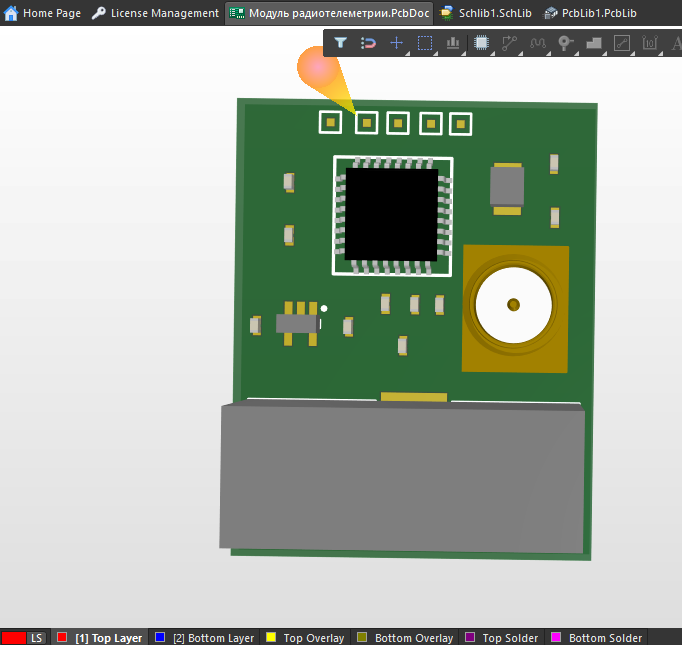 Home Page License Management Модуль радиотелеметрии.PcbDoc Schlib1.SchLib PcbLib1.PcbLib
A
LS [1] Top Layer [2] Bottom Layer Top Overlay Bottom Overlay Top Solder Bottom Solder